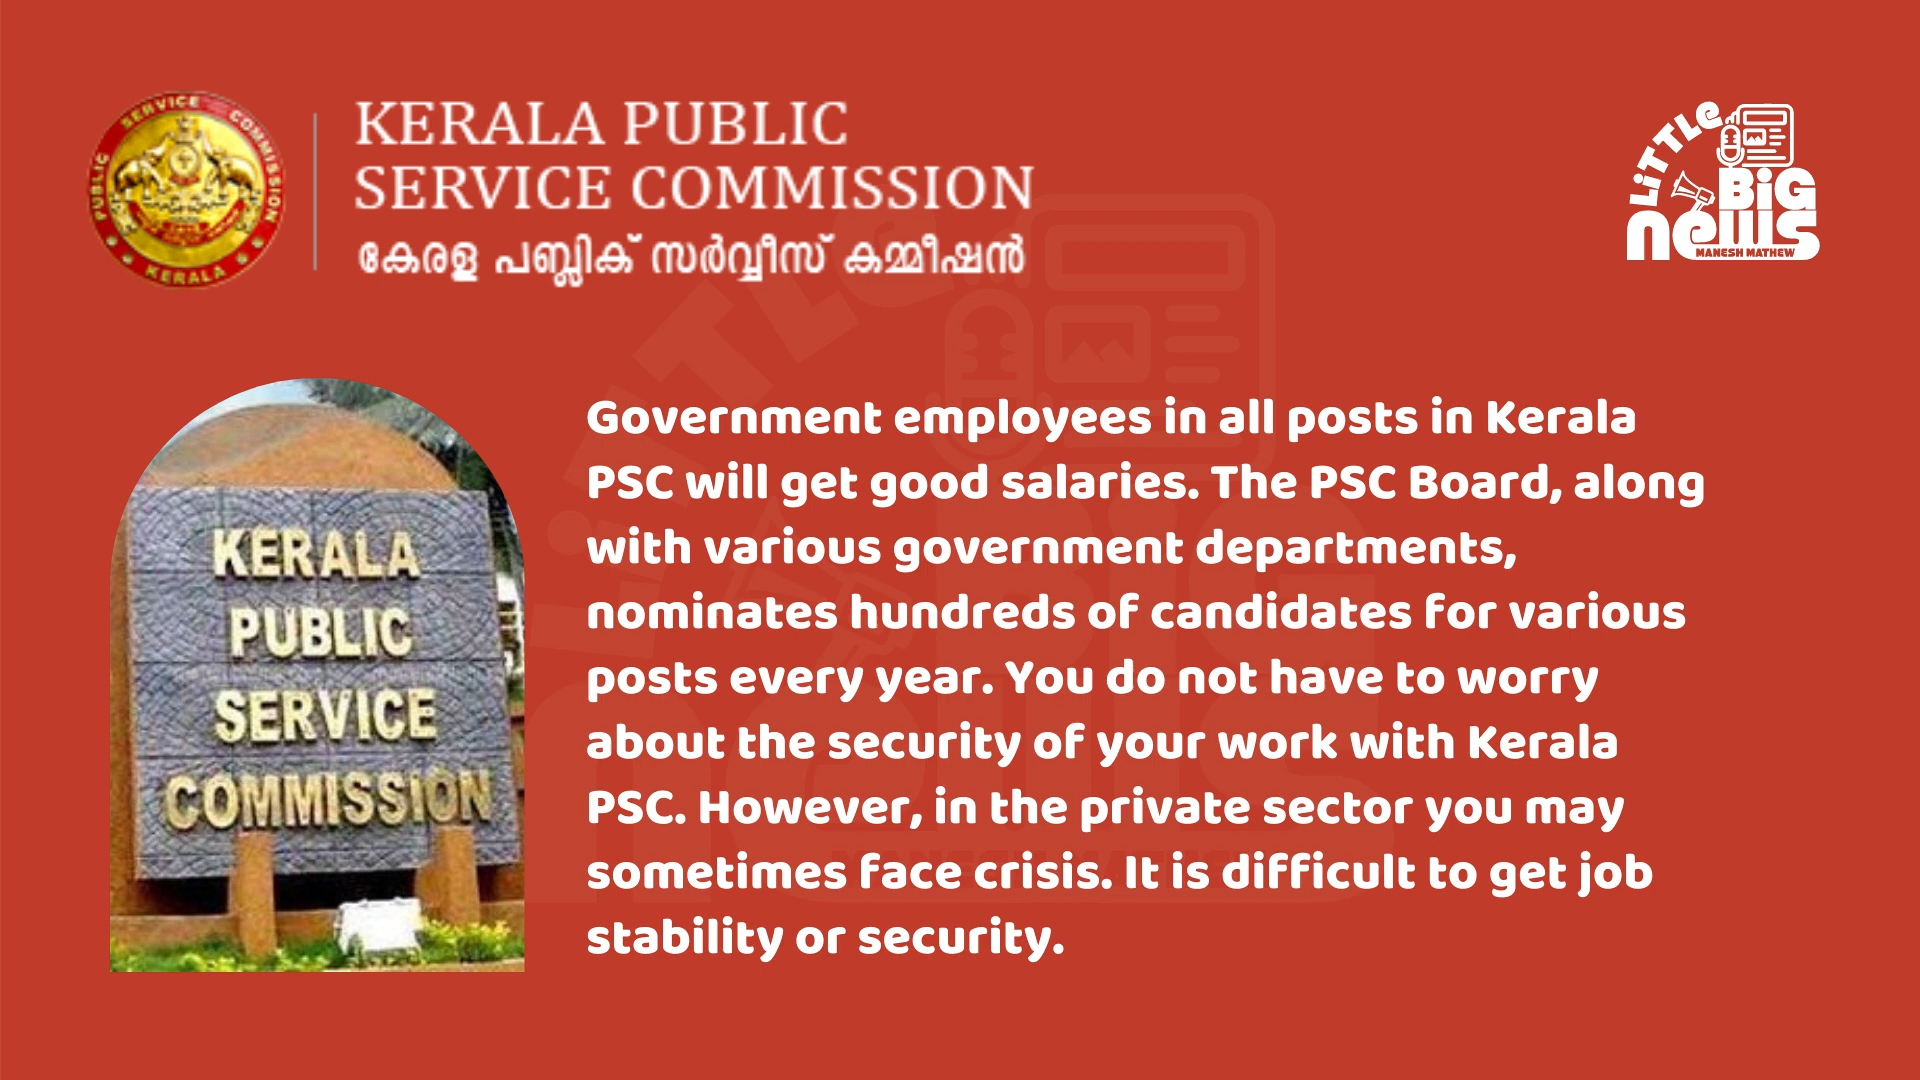 PUBLIC SERVICE COMMISSION
KERALA
KERALA PUBLIC
SERVICE COMMISSION
കേരള പബ്ലിക് സർവ്വീസ് കമ്മീഷൻ
LiTTLe
BiG
news
MANESH MATHEW
KERALA
PUBLIC
SERVICE
COMMISSION
Government employees in all posts in Kerala
PSC will get good salaries. The PSC Board, along
with various government departments,
nominates hundreds of candidates for various
posts every year. You do not have to worry
about the security of your work with Kerala
PSC. However, in the private sector you may
sometimes face crisis. It is difficult to get job
stability or security.